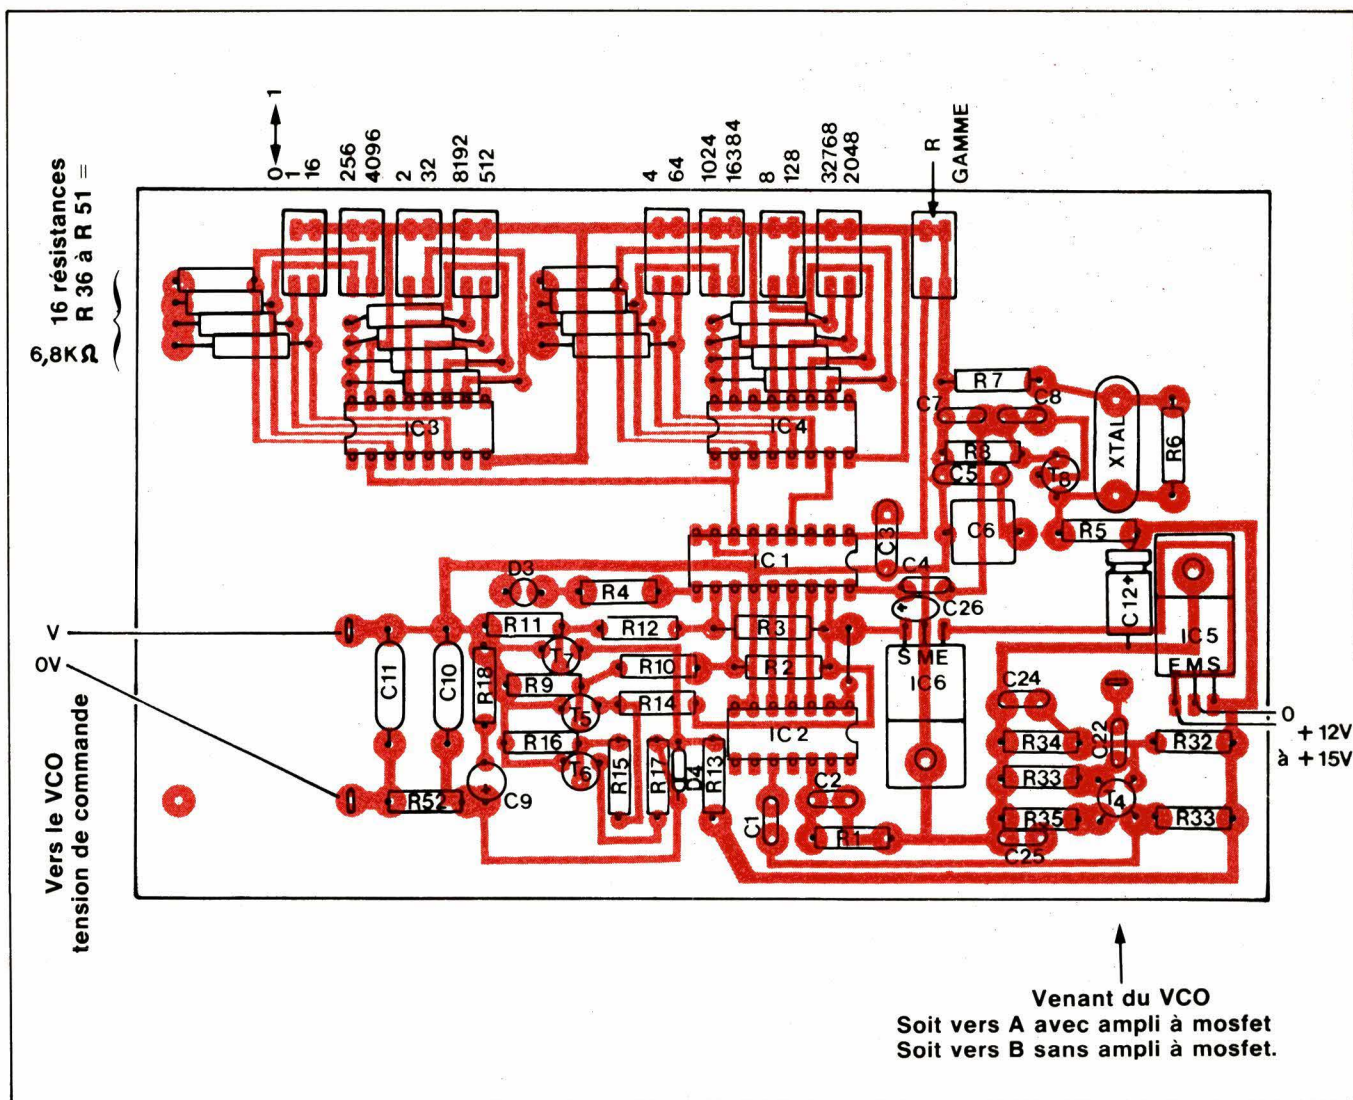 0 ↔ 1
1
16
256
4096
2
32
8192
512
4
64
1024
16384
8
128
32768
2048
R
GAMME
16 résistances
R 36 à R 51 =
6,8KΩ
R7
C7
C8
IC3
IC4
R3
C5
T8
XTAL
R6
C3
C6
R5
IC1
D3
R4
C4
C26
C12+
IC5
E M S
V
R11
R12
R3
T7
R10
R2
S M E
IC6
0V
C11
C10
R18
R9
R14
T5
C24
C22
0
+12V
à +15V
R16
T6
R15
R17
D4
R13
IC2
R34
R32
R33
T4
R52
C9
C1
C2
R1
R35
R33
C25
Vers le VCO
tension de commande
Venant du VCO
Soit vers A avec ampli à mosfet
Soit vers B sans ampli à mosfet.